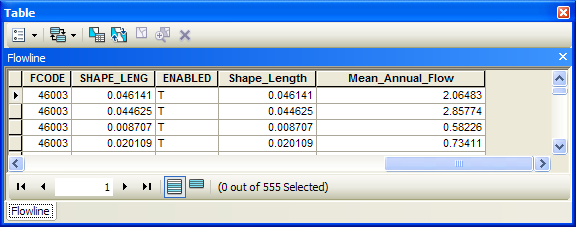 Table
Flowline
FCODE SHAPE_LENG ENABLED Shape_Length Mean_Annual_Flow
46003 0.046141 T 0.046141 2.06483
46003 0.044625 T 0.044625 2.85774
46003 0.008707 T 0.008707 0.58226
46003 0.020109 T 0.020109 0.73411
1 (0 out of 555 Selected)
Flowline